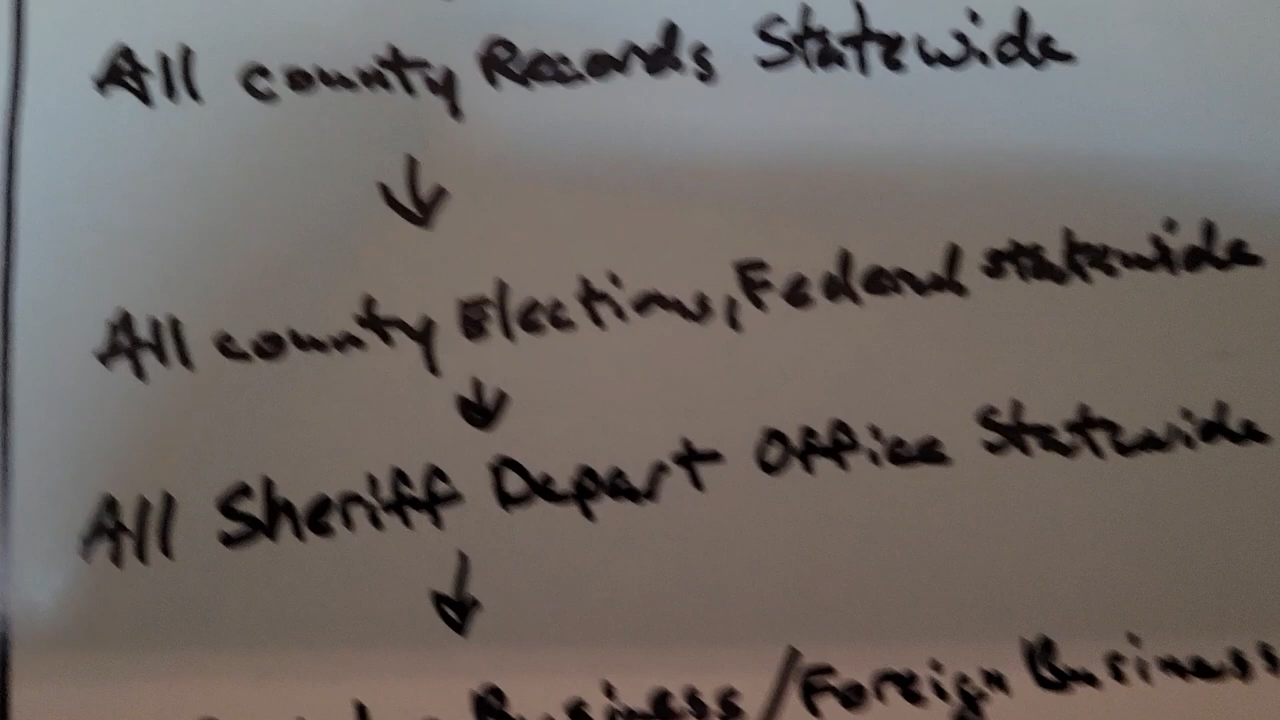 All county Records Statewide
↓
All county Elections, Federal statewide
↓
All Sheriff Depart Office Statewide
↓
Business/Foreign Business